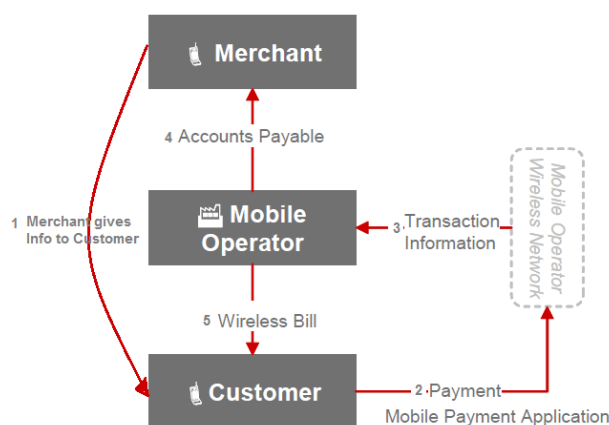 Merchant
4 Accounts Payable
1 Merchant gives
Info to Customer
Mobile
Operator
3 Transaction
Information
Mobile Operator
Wireless Network
5 Wireless Bill
Customer
2 Payment
Mobile Payment Application